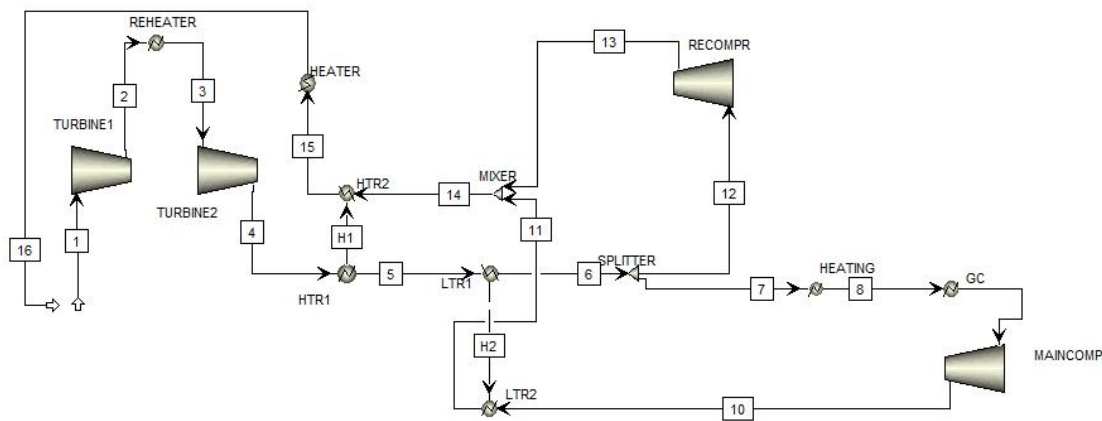 REHEATER
13
RECOMPR
HEATER
2
3
TURBINE1
15
MIXER
HTR2
14
12
TURBINE2
11
16
1
4
H1
SPLITTER
HEATING
GC
5
6
7
8
HTR1
LTR1
H2
MAINCOMP
LTR2
10